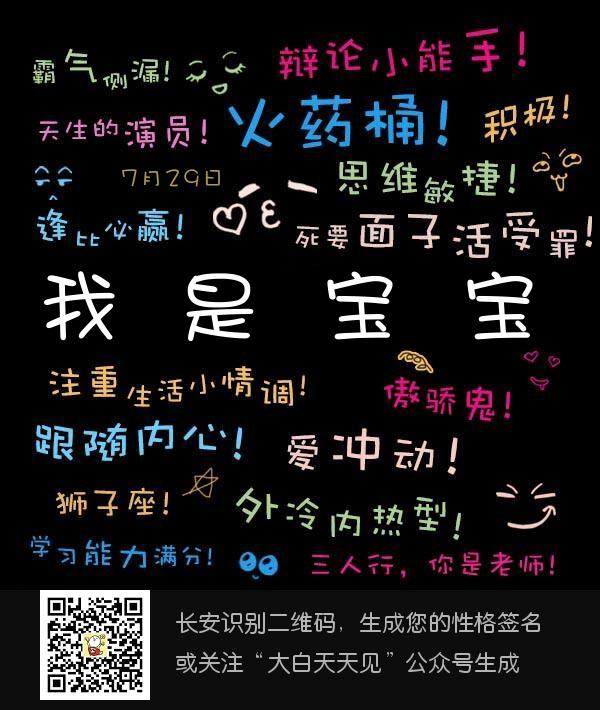 霸气侧漏! 辩论小能手!
天生的演员! 火药桶! 积极!
7月29日 思维敏捷!
逢比必赢! 死要面子活受罪!
我是宝宝
注重生活小情调! 傲骄鬼!
跟随内心! 爱冲动!
狮子座! 外冷内热型!
学习能力满分! 三人行，你是老师!
长安识别二维码，生成您的性格签名
或关注“大白天天见”公众号生成